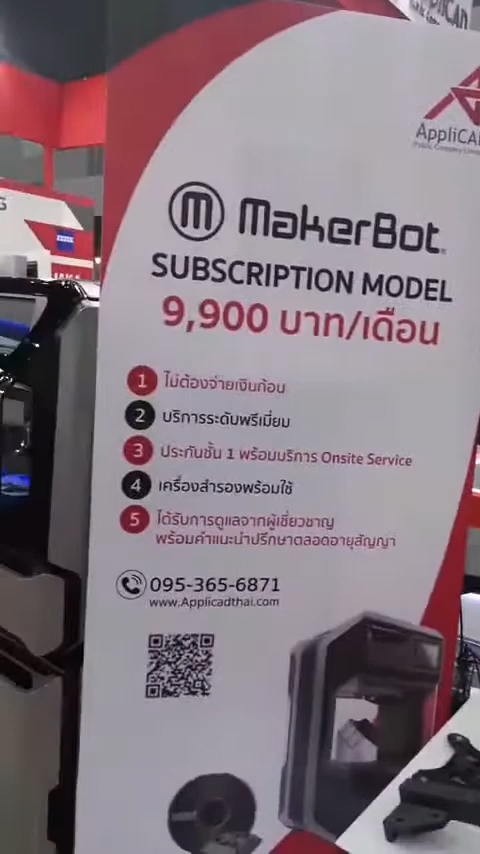 AppliCA
MakerBot
SUBSCRIPTION MODEL
9,900 บาท/เดือน
1 ไม่ต้องจ่ายเงินก้อน
2 บริการระดับพรีเมี่ยม
3 ประกันชั้น 1 พร้อมบริการ Onsite Service
4 เครื่องสำรองพร้อมใช้
5 ได้รับการดูแลจากผู้เชี่ยวชาญ
พร้อมคำแนะนำปรึกษาตลอดอายุสัญญา
095-365-6871
www.Applicadthai.com